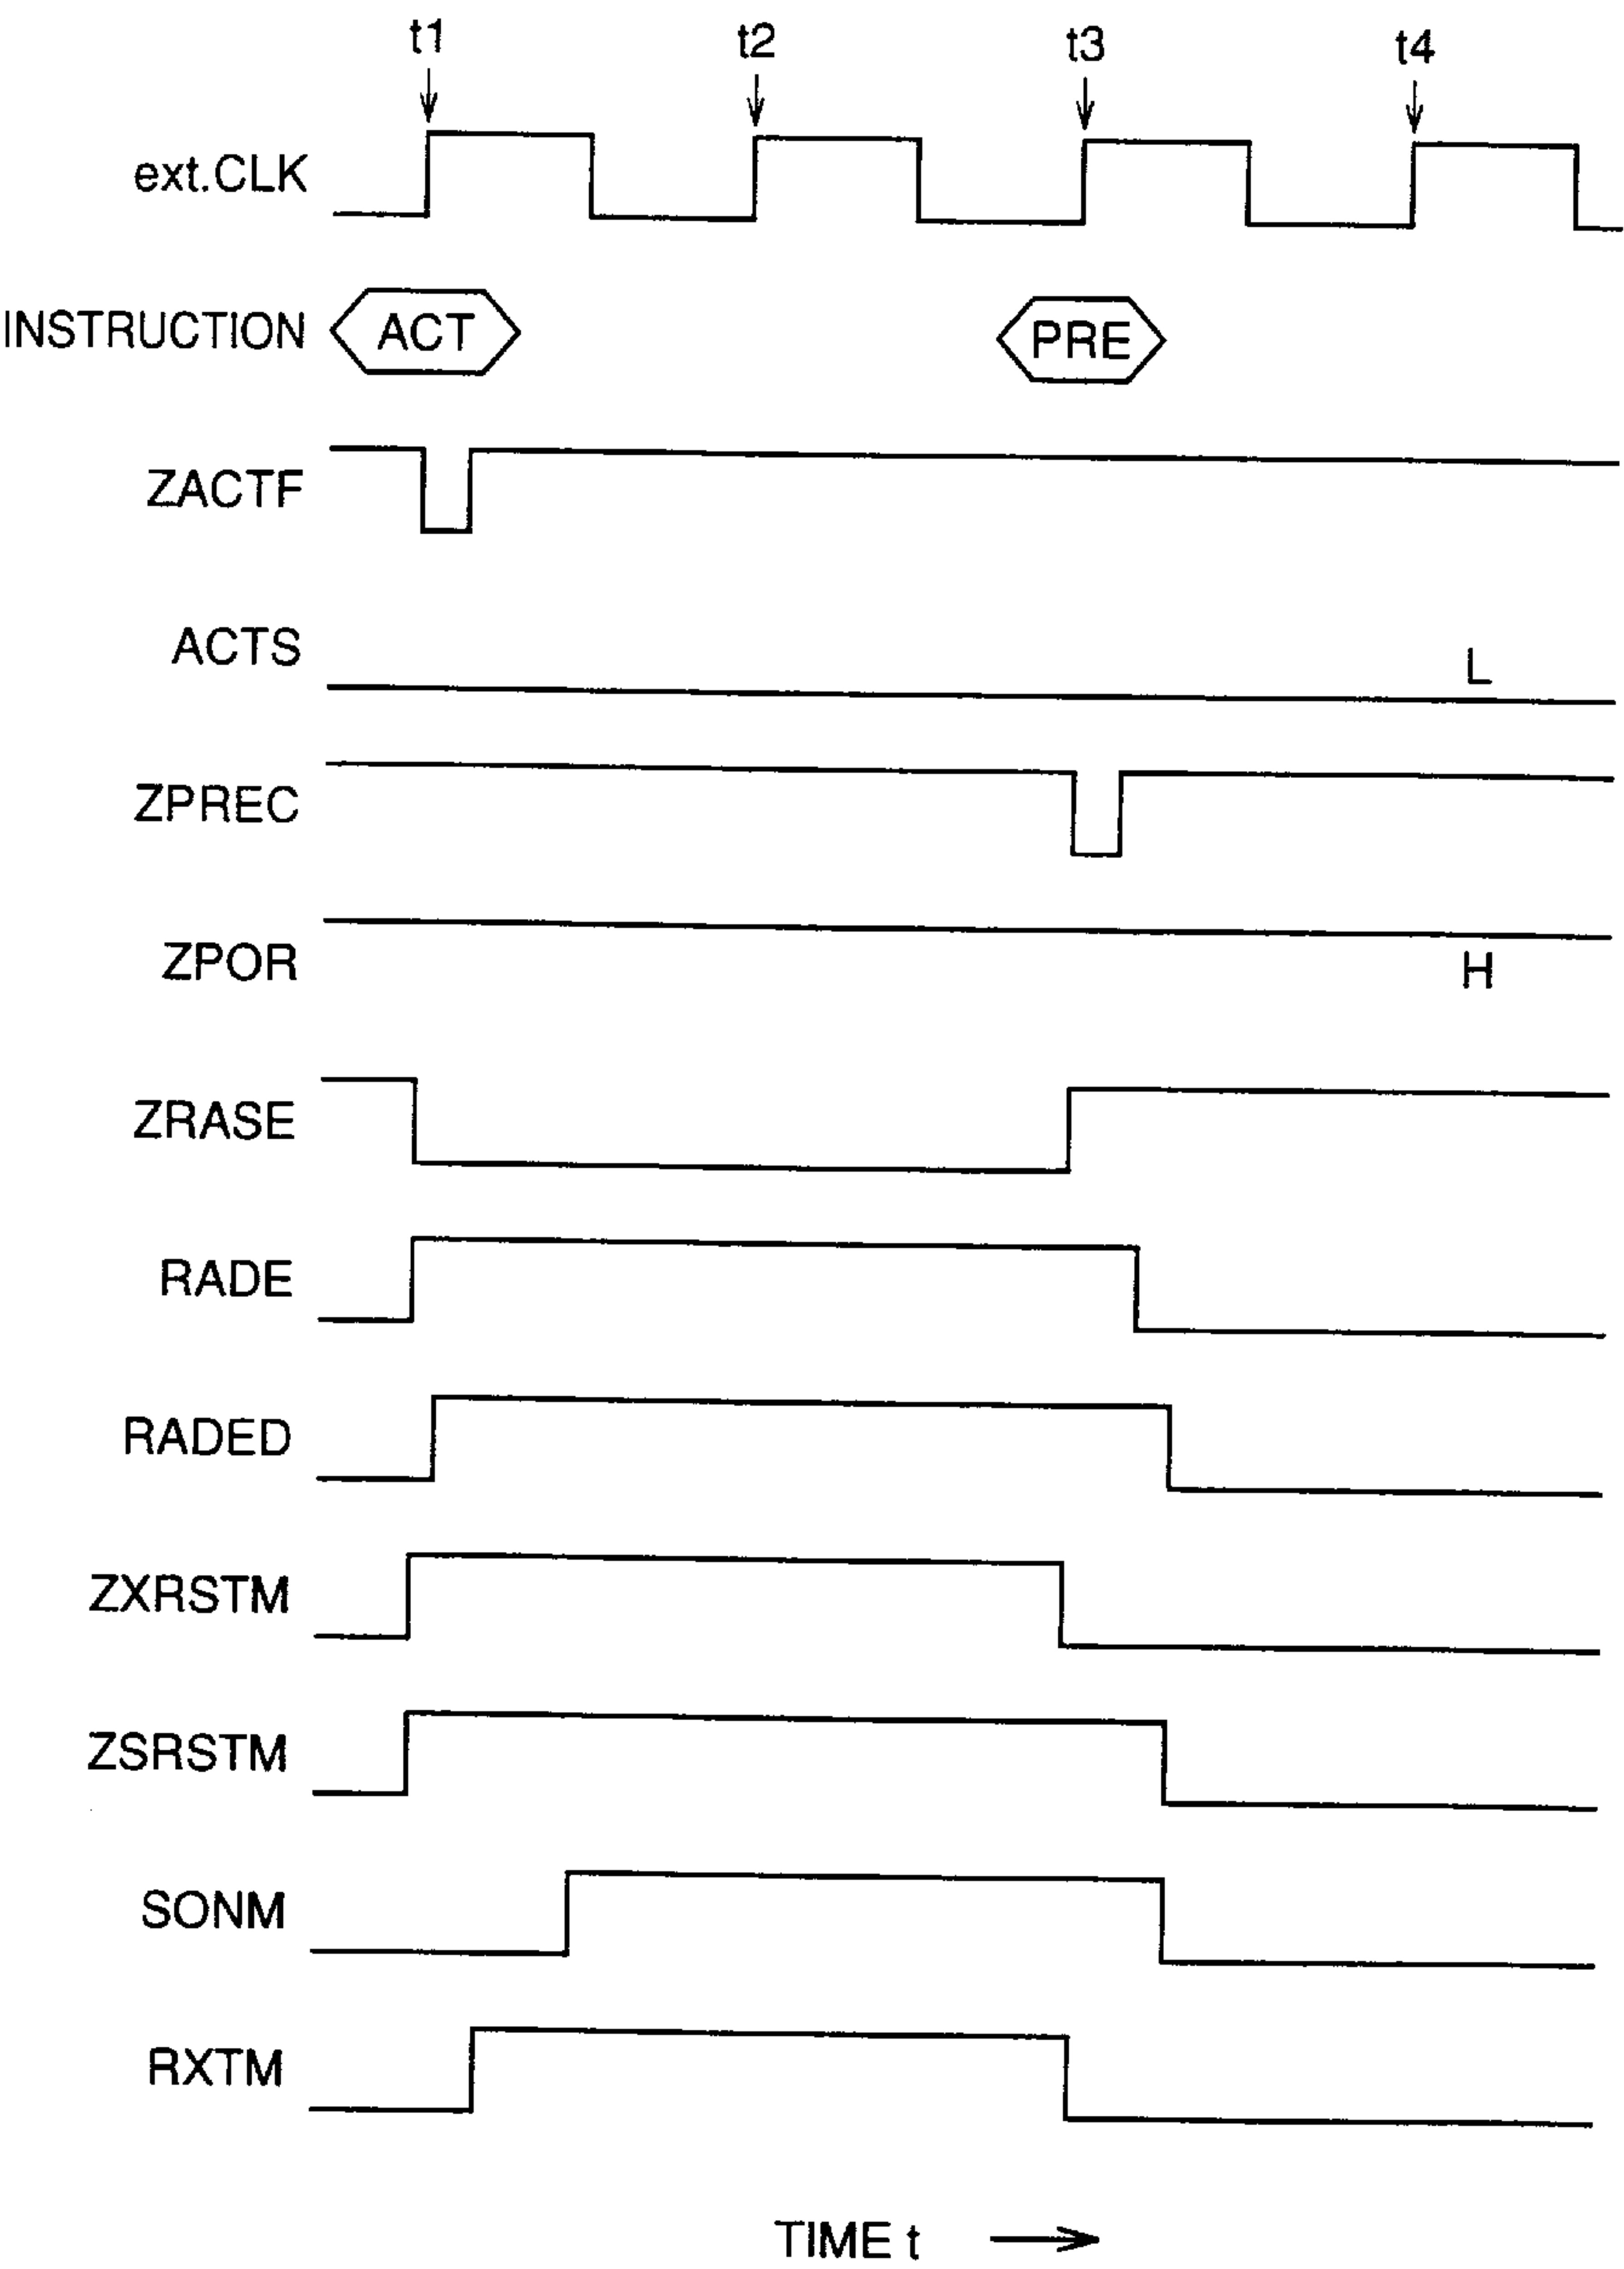 t1 t2 t3 t4
ext.CLK
INSTRUCTION ACT PRE
ZACTF
ACTS L
ZPREC
ZPOR H
ZRASE
RADE
RADED
ZXRSTM
ZSRSTM
SONM
RXTM
TIME t